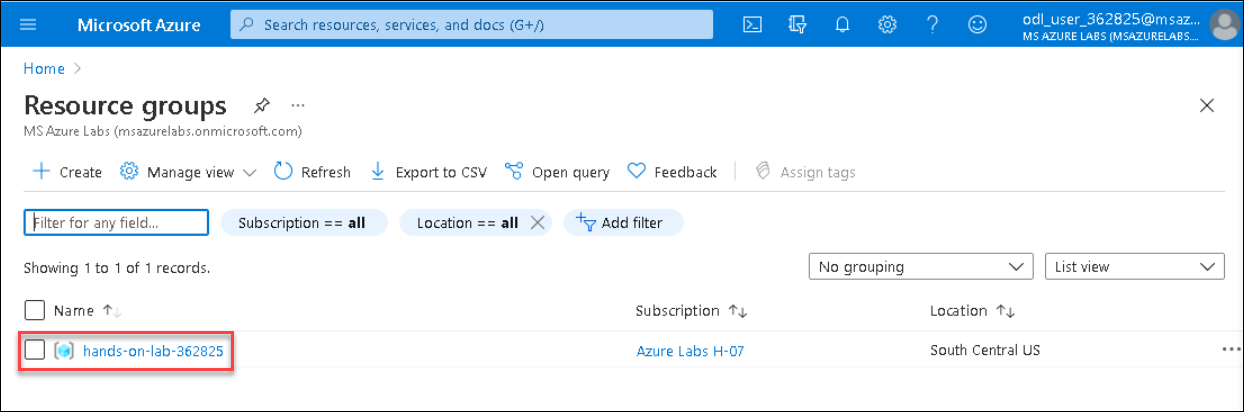 Microsoft Azure
Search resources, services, and docs (G+/)
odl_user_362825@msaz...
MS AZURE LABS (MSAZURELABS....
Home >
Resource groups ...
MS Azure Labs (msazurelabs.onmicrosoft.com)
+ Create Manage view Refresh Export to CSV Open query Feedback Assign tags
Filter for any field... Subscription == all Location == all Add filter
Showing 1 to 1 of 1 records. No grouping List view
Name ↑↓ Subscription ↑↓ Location ↑↓
hands-on-lab-362825 Azure Labs H-07 South Central US ...